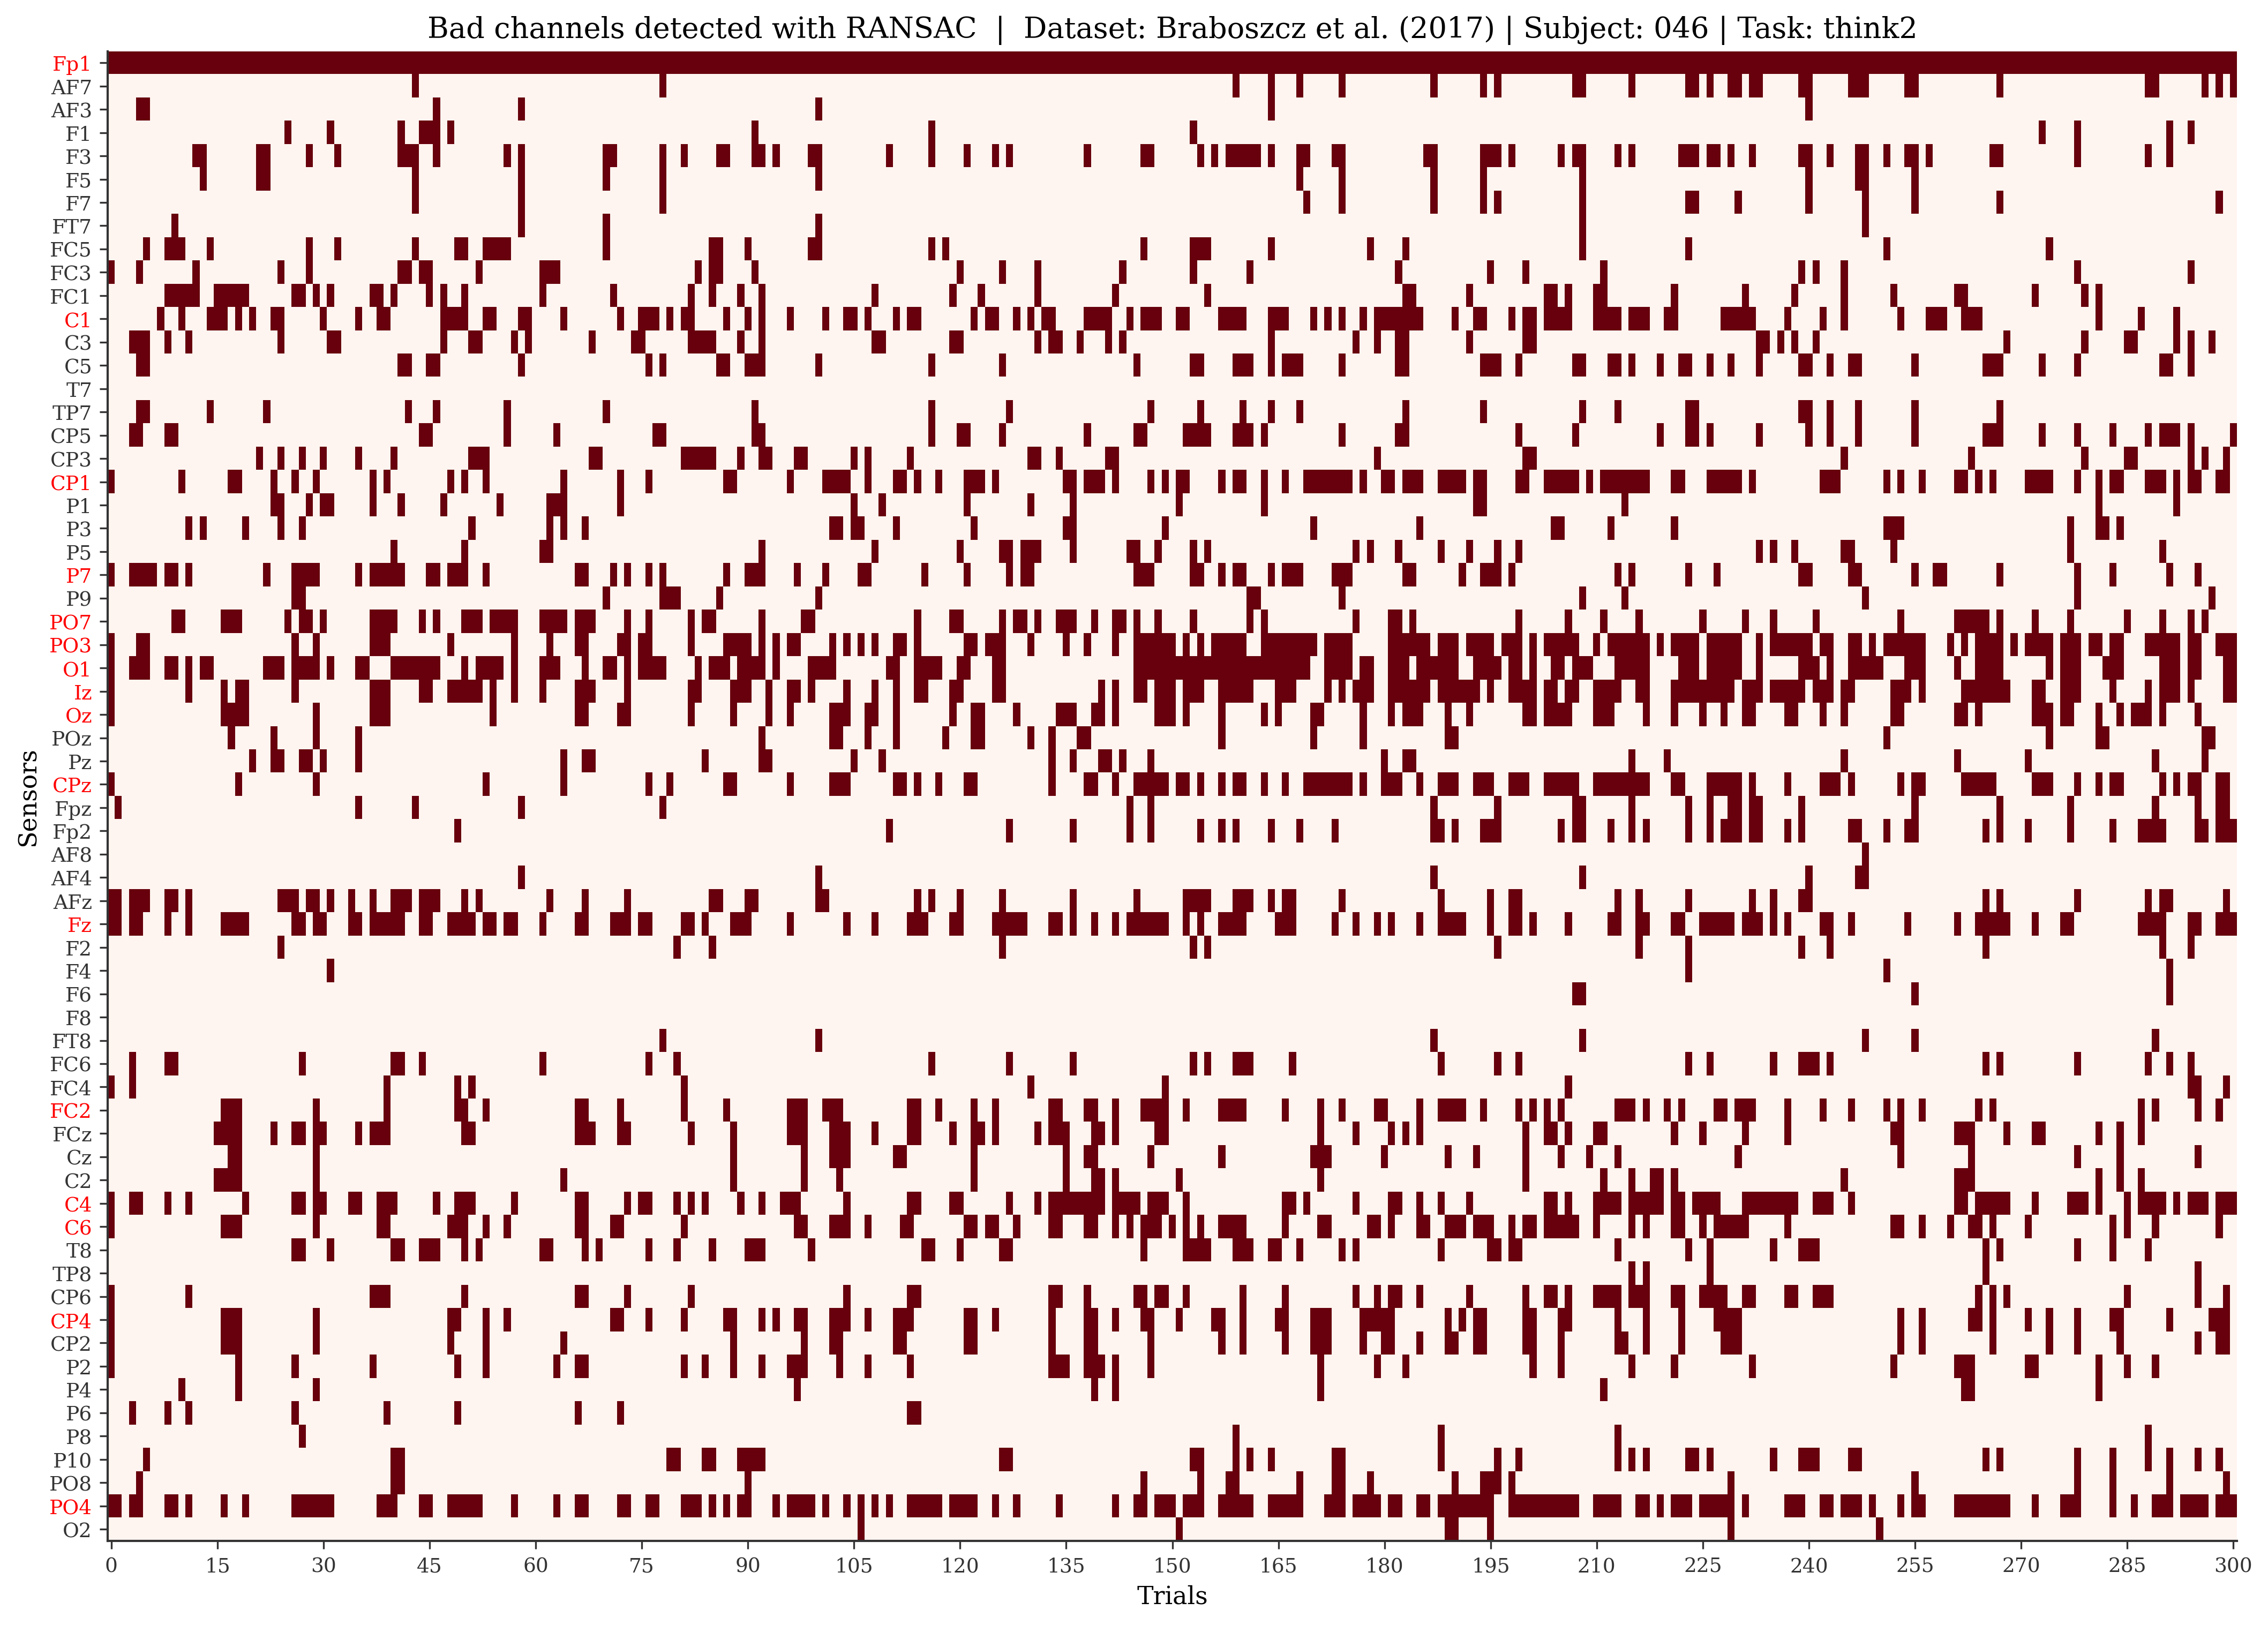 Bad channels detected with RANSAC | Dataset: Braboszcz et al. (2017) | Subject: 046 | Task: think2
Sensors
Fp1
AF7
AF3
F1
F3
F5
F7
FT7
FC5
FC3
FC1
C1
C3
C5
T7
TP7
CP5
CP3
CP1
P1
P3
P5
P7
P9
PO7
PO3
O1
Iz
Oz
POz
Pz
CPz
Fpz
Fp2
AF8
AF4
AFz
Fz
F2
F4
F6
F8
FT8
FC6
FC4
FC2
FCz
Cz
C2
C4
C6
T8
TP8
CP6
CP4
CP2
P2
P4
P6
P8
P10
PO8
PO4
O2
0 15 30 45 60 75 90 105 120 135 150 165 180 195 210 225 240 255 270 285 300
Trials